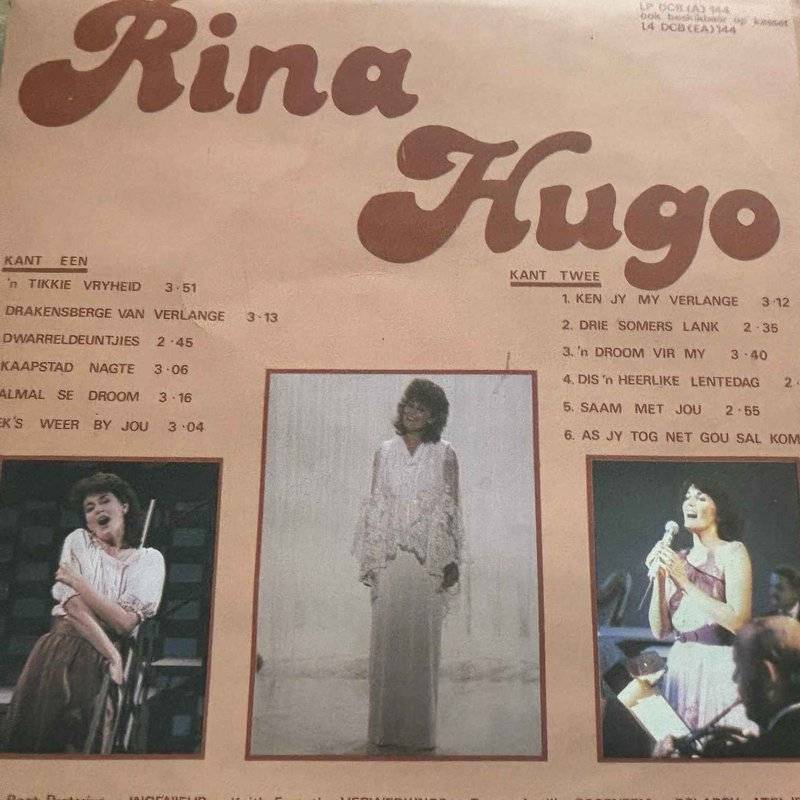 Rina
Hugo
LP DCB (A) 144
ook beskikbaar op kasset
L4 DCB (EA) 144
KANT EEN
'n TIKKIE VRYHEID 3·51
DRAKENSBERGE VAN VERLANGE 3·13
DWARRELDEUNTJIES 2·45
KAAPSTAD NAGTE 3·06
ALMAL SE DROOM 3·16
EK'S WEER BY JOU 3·04
KANT TWEE
1. KEN JY MY VERLANGE 3·12
2. DRIE SOMERS LANK 2·35
3. 'n DROOM VIR MY 3·40
4. DIS 'n HEERLIKE LENTEDAG 2·
5. SAAM MET JOU 2·55
6. AS JY TOG NET GOU SAL KOM